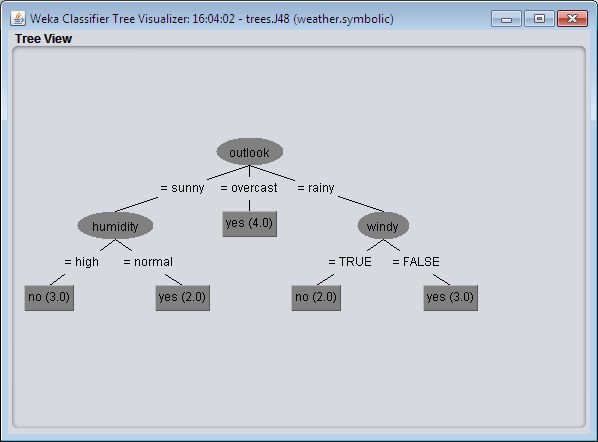 Weka Classifier Tree Visualizer: 16:04:02 - trees.J48 (weather.symbolic)
Tree View
outlook
= sunny = overcast = rainy
humidity yes (4.0) windy
= high = normal = TRUE = FALSE
no (3.0) yes (2.0) no (2.0) yes (3.0)